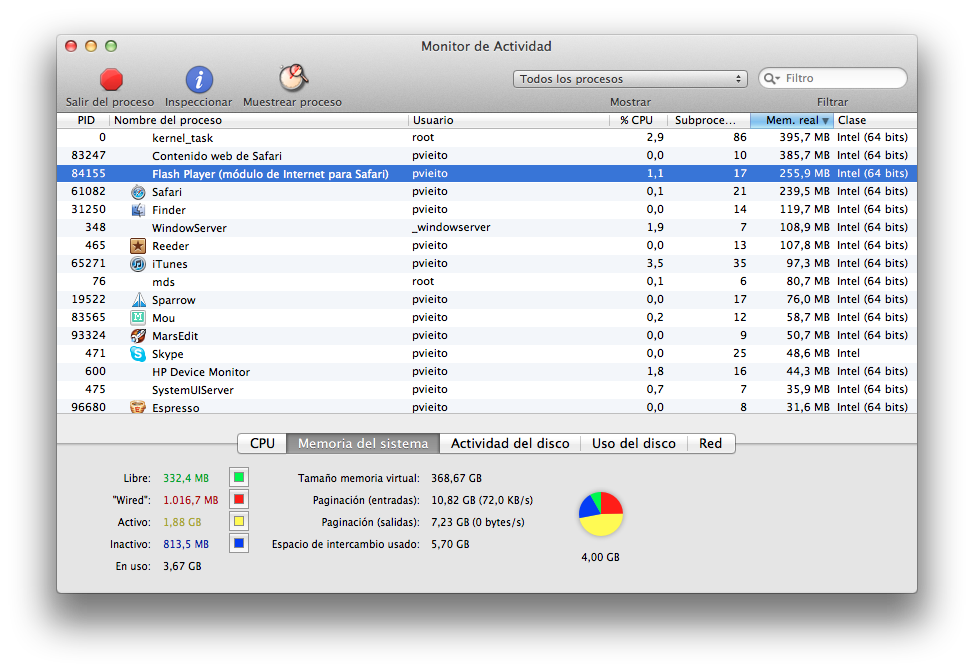 Monitor de Actividad
Todos los procesos Filtro
Salir del proceso Inspeccionar Muestrear proceso Mostrar Filtrar
PID Nombre del proceso Usuario % CPU Subproce... Mem. real Clase
0 kernel_task root 2,9 86 395,7 MB Intel (64 bits)
83247 Contenido web de Safari pvieito 0,0 10 385,7 MB Intel (64 bits)
84155 Flash Player (módulo de Internet para Safari) pvieito 1,1 17 255,9 MB Intel (64 bits)
61082 Safari pvieito 0,1 21 239,5 MB Intel (64 bits)
31250 Finder pvieito 0,0 14 119,7 MB Intel (64 bits)
348 WindowServer _windowserver 1,9 7 108,9 MB Intel (64 bits)
465 Reeder pvieito 0,0 13 107,8 MB Intel (64 bits)
65271 iTunes pvieito 3,5 35 97,3 MB Intel (64 bits)
76 mds root 0,1 6 80,7 MB Intel (64 bits)
19522 Sparrow pvieito 0,0 17 76,0 MB Intel (64 bits)
83565 Mou pvieito 0,2 12 58,7 MB Intel (64 bits)
93324 MarsEdit pvieito 0,0 9 50,7 MB Intel (64 bits)
471 Skype pvieito 0,0 25 48,6 MB Intel
600 HP Device Monitor pvieito 1,8 16 44,3 MB Intel (64 bits)
475 SystemUIServer pvieito 0,7 7 35,9 MB Intel (64 bits)
96680 Espresso pvieito 0,0 8 31,6 MB Intel (64 bits)
CPU Memoria del sistema Actividad del disco Uso del disco Red
Libre: 332,4 MB Tamaño memoria virtual: 368,67 GB
"Wired": 1.016,7 MB Paginación (entradas): 10,82 GB (72,0 KB/s)
Activo: 1,88 GB Paginación (salidas): 7,23 GB (0 bytes/s)
Inactivo: 813,5 MB Espacio de intercambio usado: 5,70 GB
En uso: 3,67 GB
4,00 GB